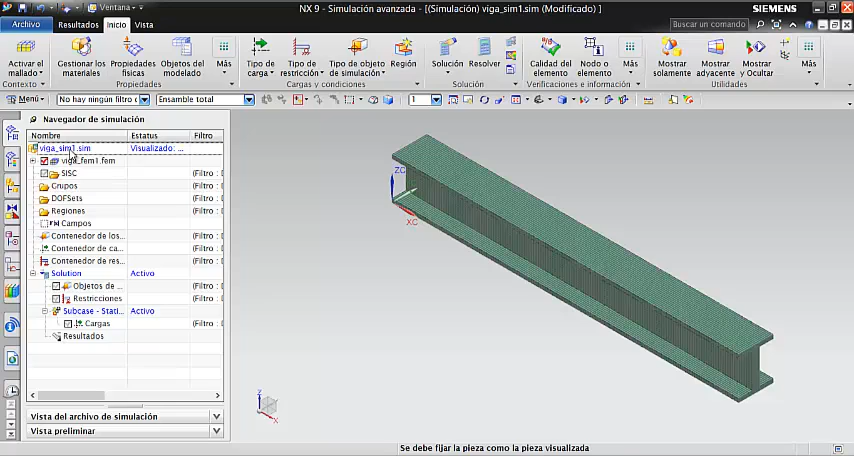 Ventana
NX 9 - Simulación avanzada - [(Simulación) viga_sim1.sim (Modificado) ]
SIEMENS
Archivo Resultados Inicio Vista
Buscar un comando
Activar el mallado
Gestionar los materiales
Propiedades físicas
Objetos del modelado
Más
Tipo de carga
Tipo de restricción
Tipo de objeto de simulación
Región
Solución
Resolver
Calidad del elemento
Nodo o elemento
Más
Mostrar solamente
Mostrar adyacente
Mostrar y Ocultar
Más
Contexto Propiedades Cargas y condiciones Solución Verificaciones e información Utilidades
Menú No hay ningún filtro Ensamble total 1
Navegador de simulación
Nombre Estatus Filtro
viga_sim1.sim Visualizado: ...
viga_fem1.fem
SISC (Filtro :
Grupos (Filtro :
DOFSets (Filtro :
Regiones (Filtro :
Campos
Contenedor de los... (Filtro :
Contenedor de ca... (Filtro :
Contenedor de res... (Filtro :
Solution Activo
Objetos de ... (Filtro :
Restricciones (Filtro :
Subcase - Stati... Activo
Cargas (Filtro :
Resultados
Vista del archivo de simulación
Vista preliminar
ZC
XC
Z
X
Se debe fijar la pieza como la pieza visualizada